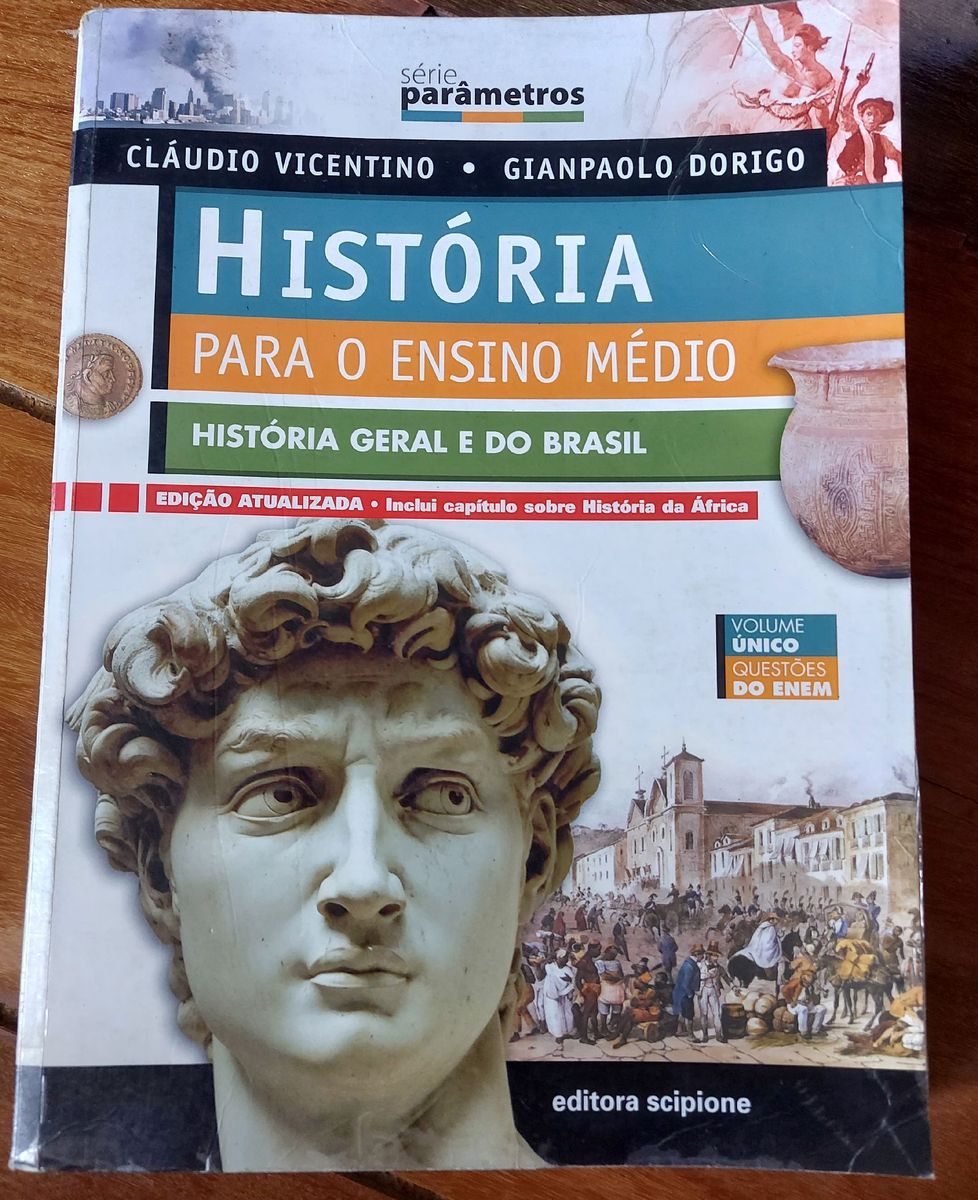 série
parâmetros
CLÁUDIO VICENTINO • GIANPAOLO DORIGO
HISTÓRIA
PARA O ENSINO MÉDIO
HISTÓRIA GERAL E DO BRASIL
EDIÇÃO ATUALIZADA • Inclui capítulo sobre História da África
VOLUME
ÚNICO
QUESTÕES
DO ENEM
editora scipione